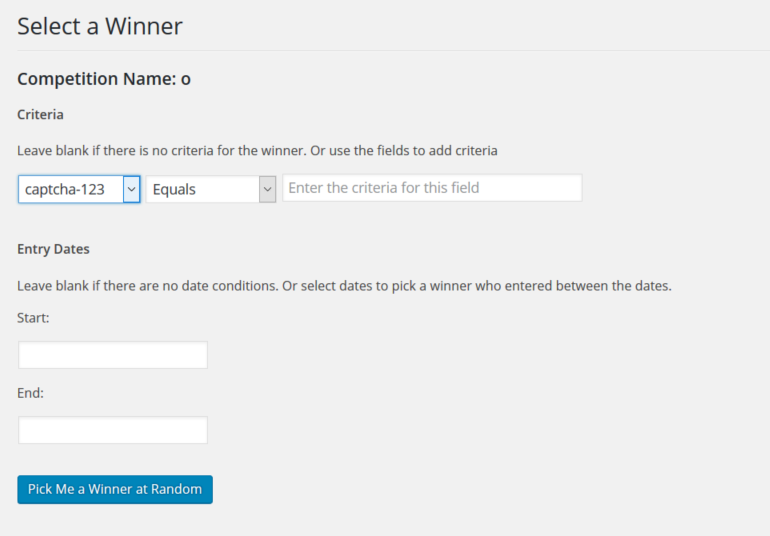 Select a Winner
Competition Name: o
Criteria
Leave blank if there is no criteria for the winner. Or use the fields to add criteria
captcha-123 Equals Enter the criteria for this field
Entry Dates
Leave blank if there are no date conditions. Or select dates to pick a winner who entered between the dates.
Start:
End:
Pick Me a Winner at Random